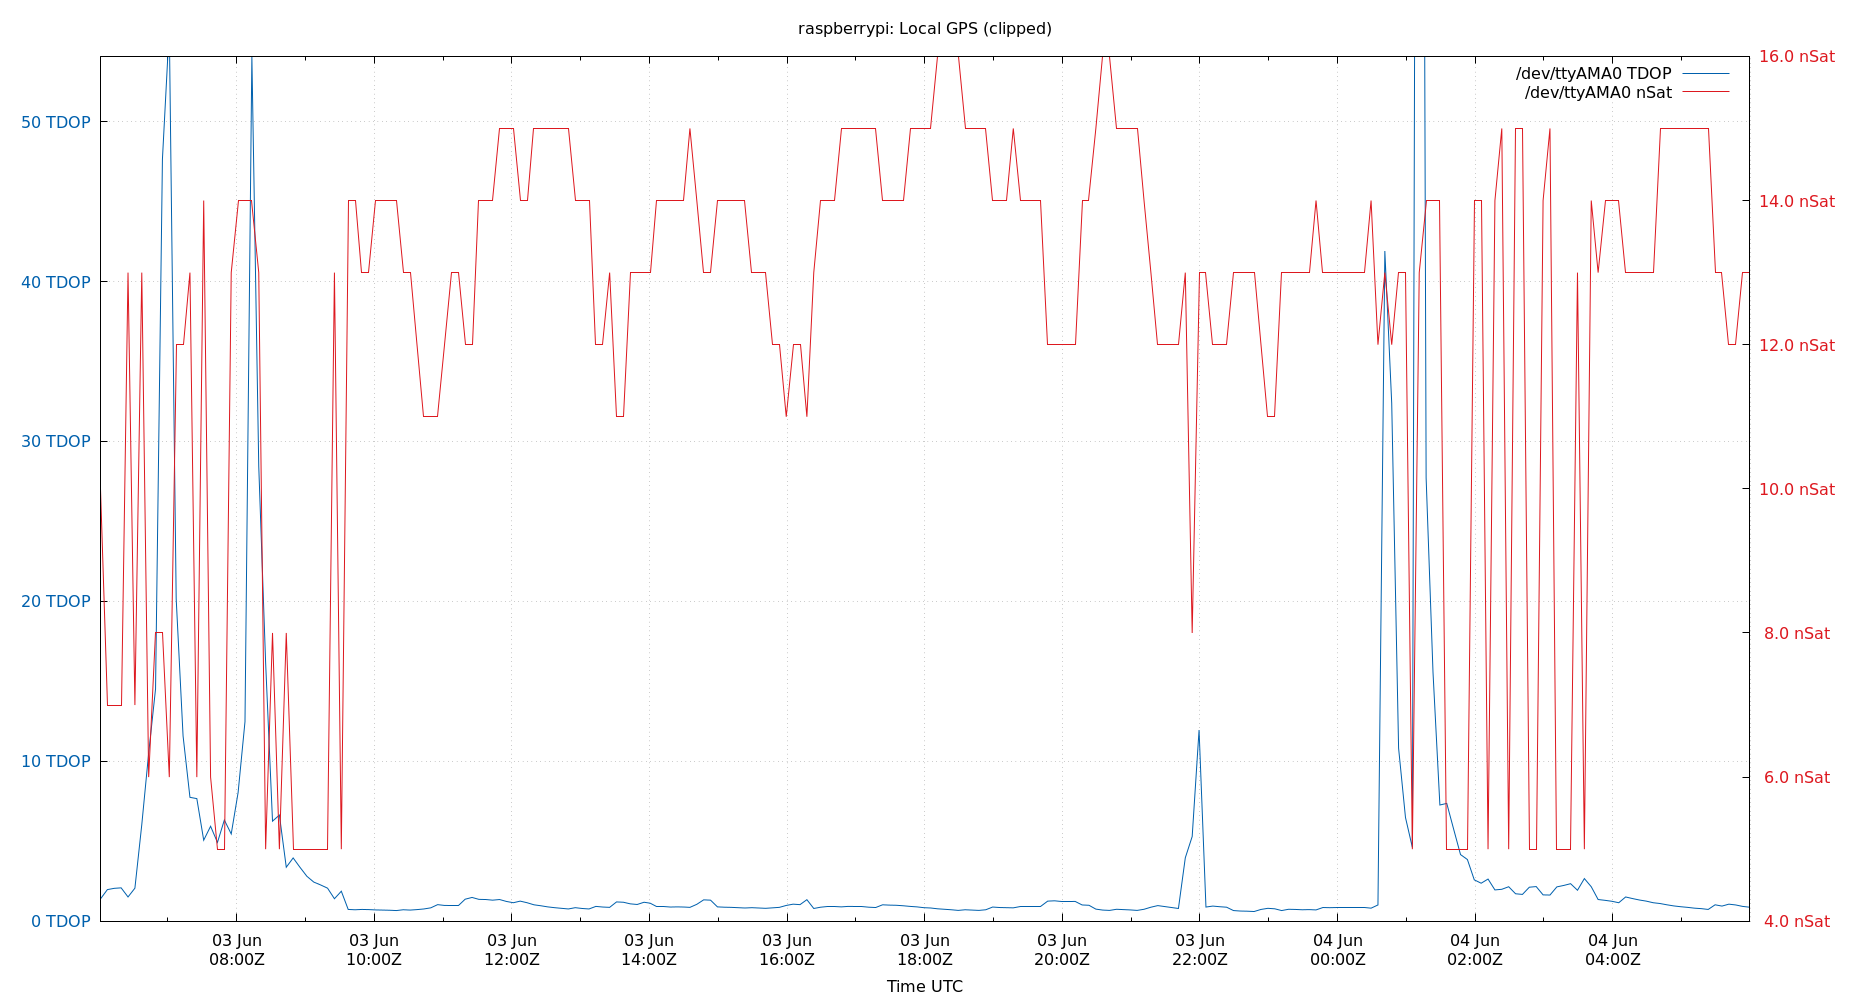 raspberrypi: Local GPS (clipped)
/dev/ttyAMA0 TDOP
/dev/ttyAMA0 nSat
50 TDOP
40 TDOP
30 TDOP
20 TDOP
10 TDOP
0 TDOP
16.0 nSat
14.0 nSat
12.0 nSat
10.0 nSat
8.0 nSat
6.0 nSat
4.0 nSat
03 Jun
08:00Z
03 Jun
10:00Z
03 Jun
12:00Z
03 Jun
14:00Z
03 Jun
16:00Z
03 Jun
18:00Z
03 Jun
20:00Z
03 Jun
22:00Z
04 Jun
00:00Z
04 Jun
02:00Z
04 Jun
04:00Z
Time UTC